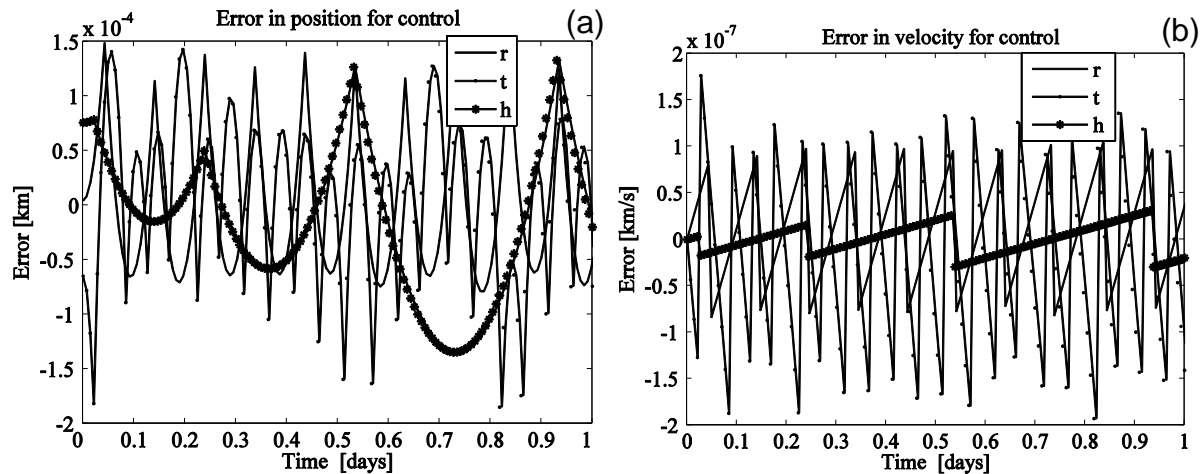 Error in position for control
(a)
x 10-4
1.5
1
0.5
0
-0.5
-1
-1.5
-2
Error [km]
0 0.1 0.2 0.3 0.4 0.5 0.6 0.7 0.8 0.9 1
Time [days]
r
t
h
Error in velocity for control
(b)
x 10-7
2
1.5
1
0.5
0
-0.5
-1
-1.5
-2
Error [km/s]
0 0.1 0.2 0.3 0.4 0.5 0.6 0.7 0.8 0.9 1
Time [days]
r
t
h